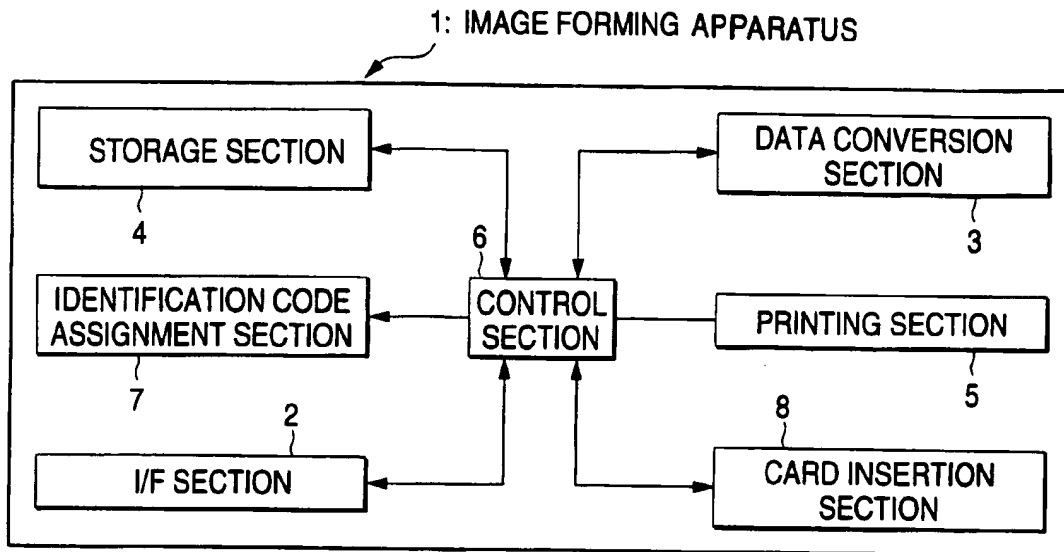 1: IMAGE FORMING APPARATUS
STORAGE SECTION
4
DATA CONVERSION
SECTION
3
6
IDENTIFICATION CODE
ASSIGNMENT SECTION
7
CONTROL
SECTION
PRINTING SECTION
5
2
I/F SECTION
8
CARD INSERTION
SECTION